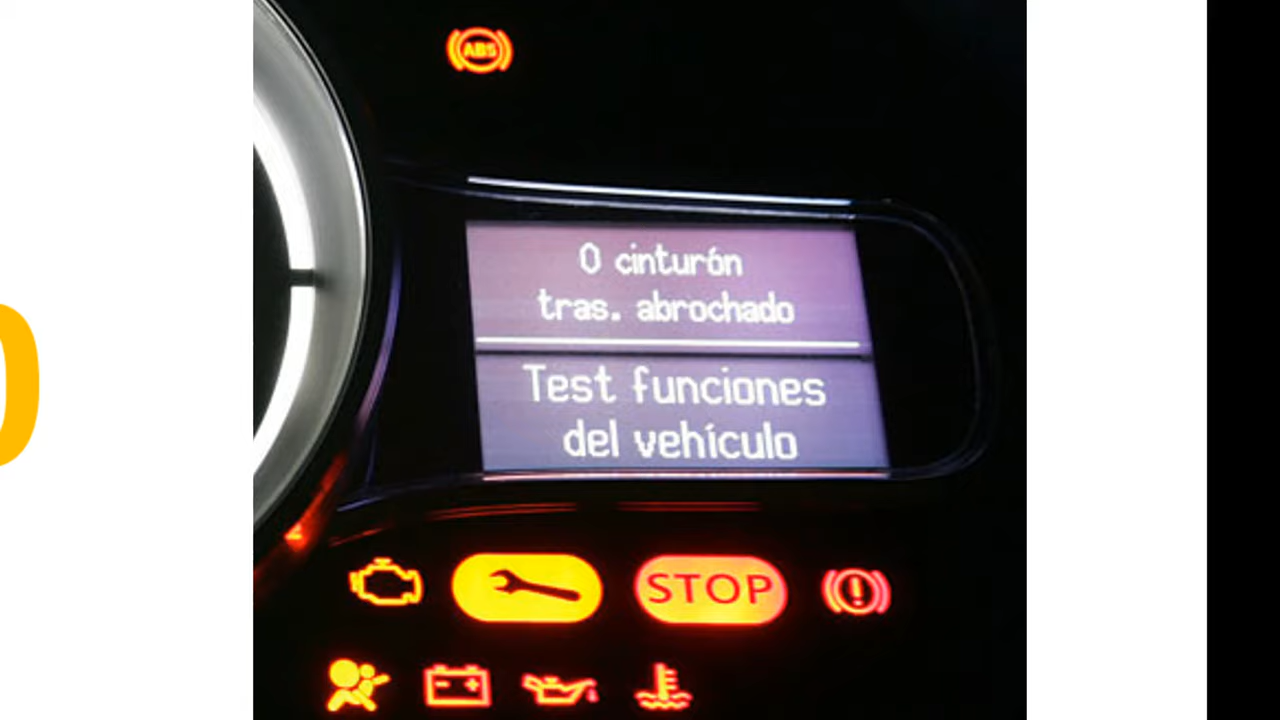 ABS
0 cinturón
tras. abrochado
Test funciones
del vehículo
STOP